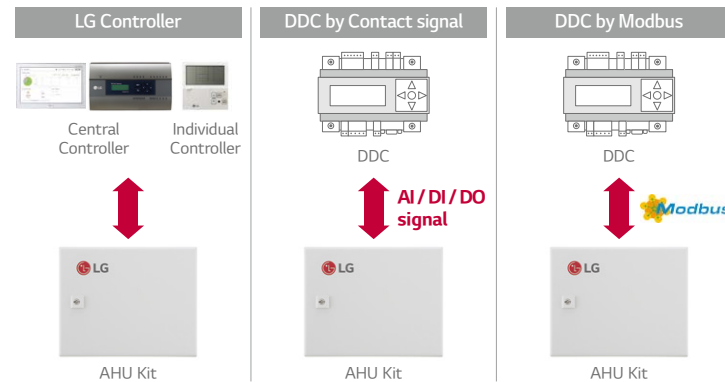 LG Controller
Central
Controller
Individual
Controller
LG
AHU Kit
DDC by Contact signal
DDC
AI / DI / DO
signal
LG
AHU Kit
DDC by Modbus
DDC
Modbus
LG
AHU Kit